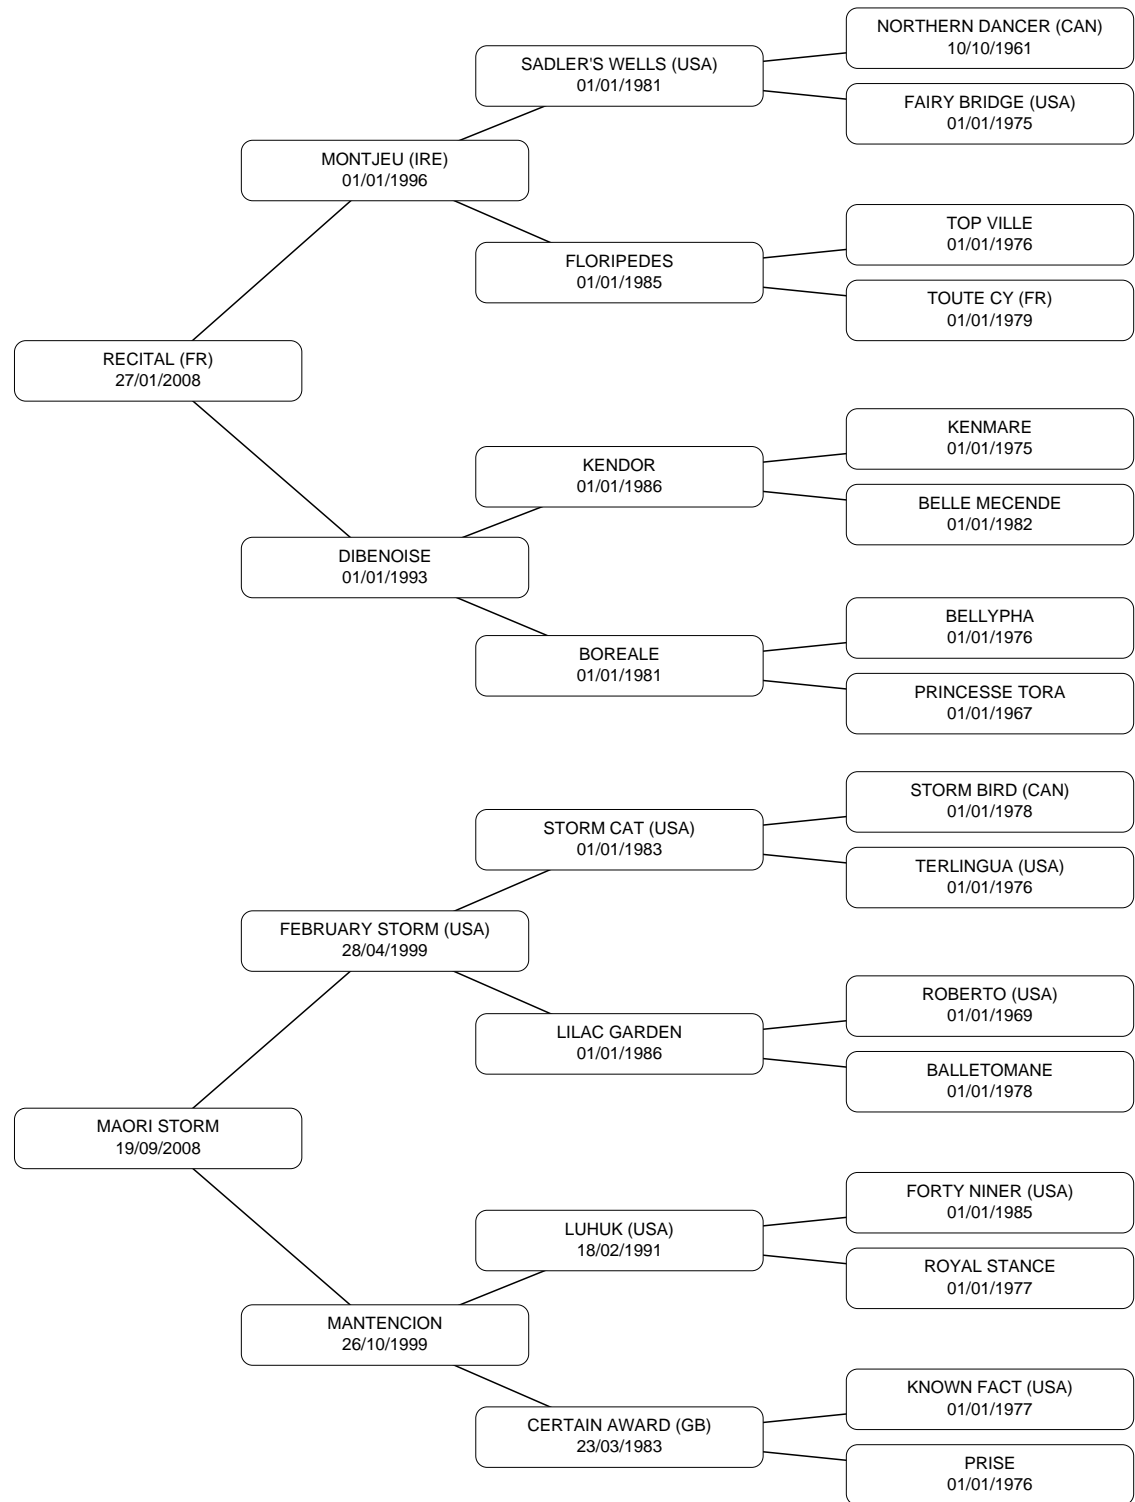 NORTHERN DANCER (CAN)
10/10/1961
SADLER'S WELLS (USA)
01/01/1981
FAIRY BRIDGE (USA)
01/01/1975
MONTJEU (IRE)
01/01/1996
TOP VILLE
01/01/1976
FLORIPEDES
01/01/1985
TOUTE CY (FR)
01/01/1979
RECITAL (FR)
27/01/2008
KENMARE
01/01/1975
KENDOR
01/01/1986
BELLE MECENDE
01/01/1982
DIBENOISE
01/01/1993
BELLYPHA
01/01/1976
BOREALE
01/01/1981
PRINCESSE TORA
01/01/1967
STORM BIRD (CAN)
01/01/1978
STORM CAT (USA)
01/01/1983
TERLINGUA (USA)
01/01/1976
FEBRUARY STORM (USA)
28/04/1999
ROBERTO (USA)
01/01/1969
LILAC GARDEN
01/01/1986
BALLETOMANE
01/01/1978
MAORI STORM
19/09/2008
FORTY NINER (USA)
01/01/1985
LUHUK (USA)
18/02/1991
ROYAL STANCE
01/01/1977
MANTENCION
26/10/1999
KNOWN FACT (USA)
01/01/1977
CERTAIN AWARD (GB)
23/03/1983
PRISE
01/01/1976